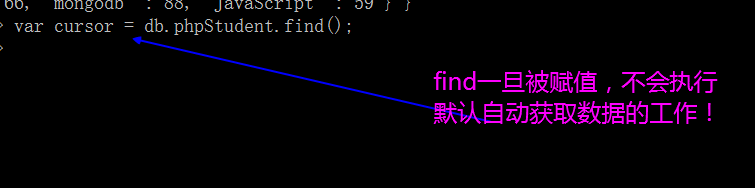 66, "mongodb" : 88, "javaScript" : 59 } }
> var cursor = db.phpStudent.find();
>
find一旦被赋值，不会执行
默认自动获取数据的工作！